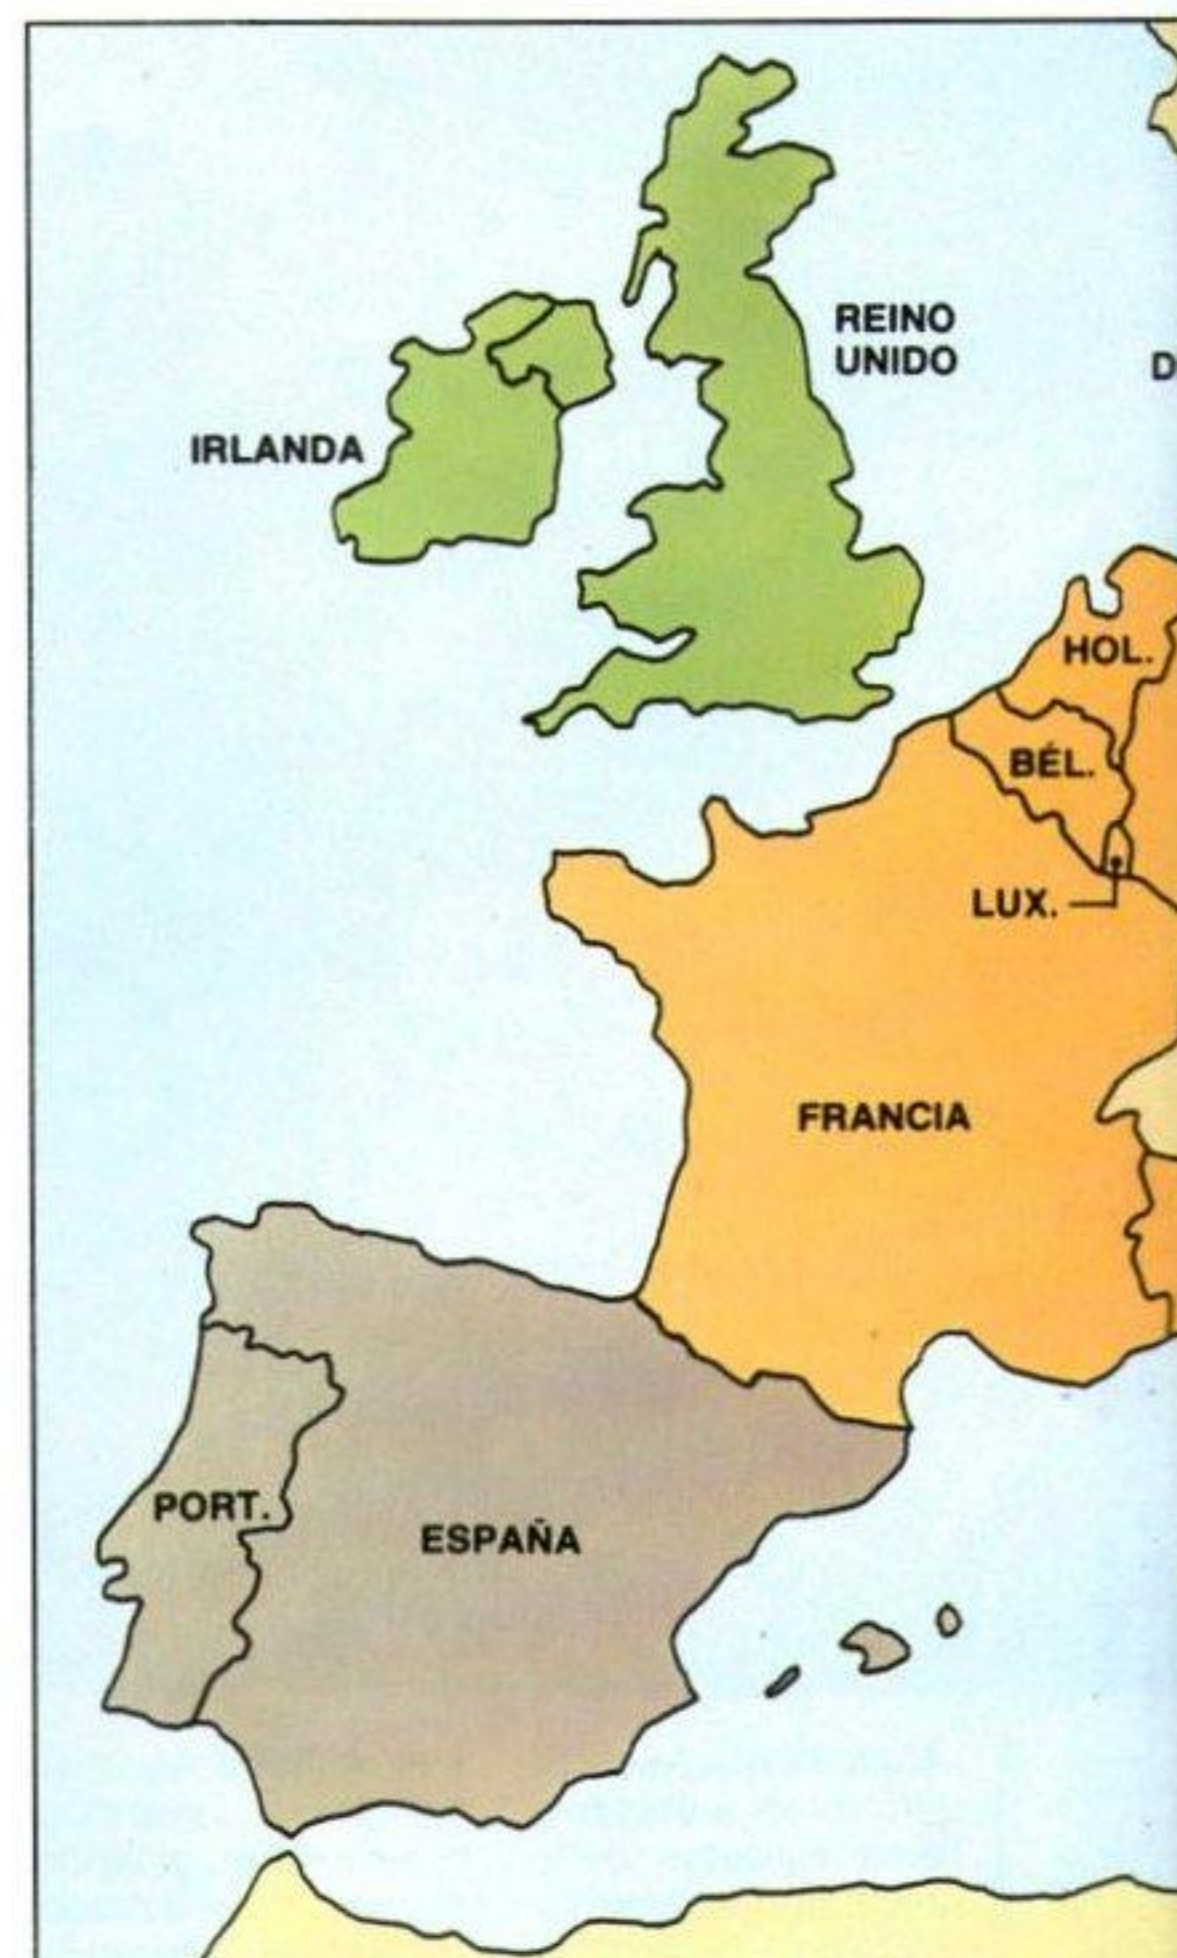 REINO
UNIDO
D
IRLANDA
HOL.
BÉL.
LUX.
FRANCIA
PORT.
ESPAÑA